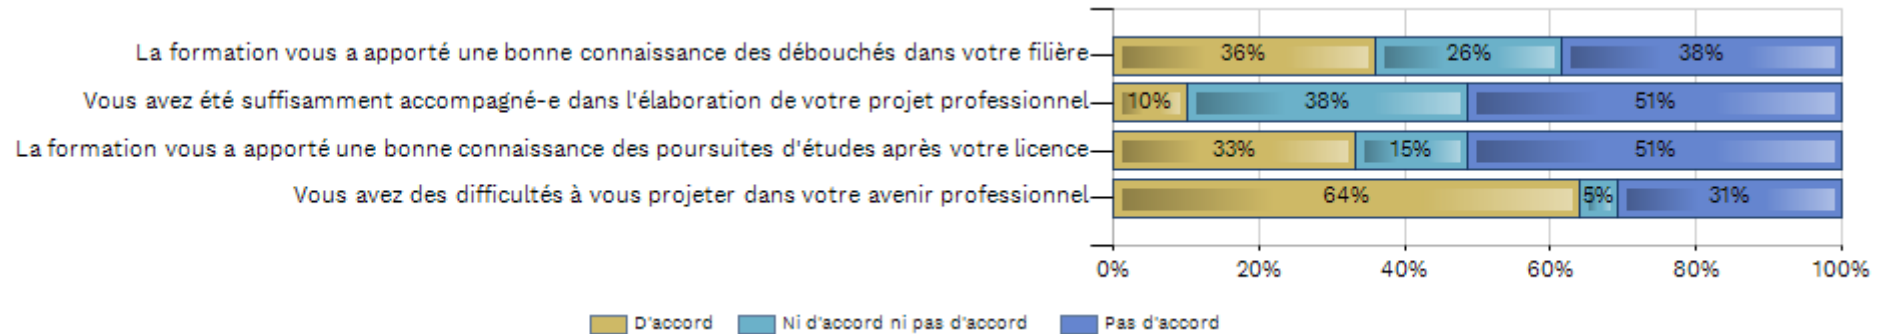 La formation vous a apporté une bonne connaissance des débouchés dans votre filière 36% 26% 38%
Vous avez été suffisamment accompagné-e dans l'élaboration de votre projet professionnel 10% 38% 51%
La formation vous a apporté une bonne connaissance des poursuites d'études après votre licence 33% 15% 51%
Vous avez des difficultés à vous projeter dans votre avenir professionnel 64% 5% 31%
0% 20% 40% 60% 80% 100%
D'accord Ni d'accord ni pas d'accord Pas d'accord